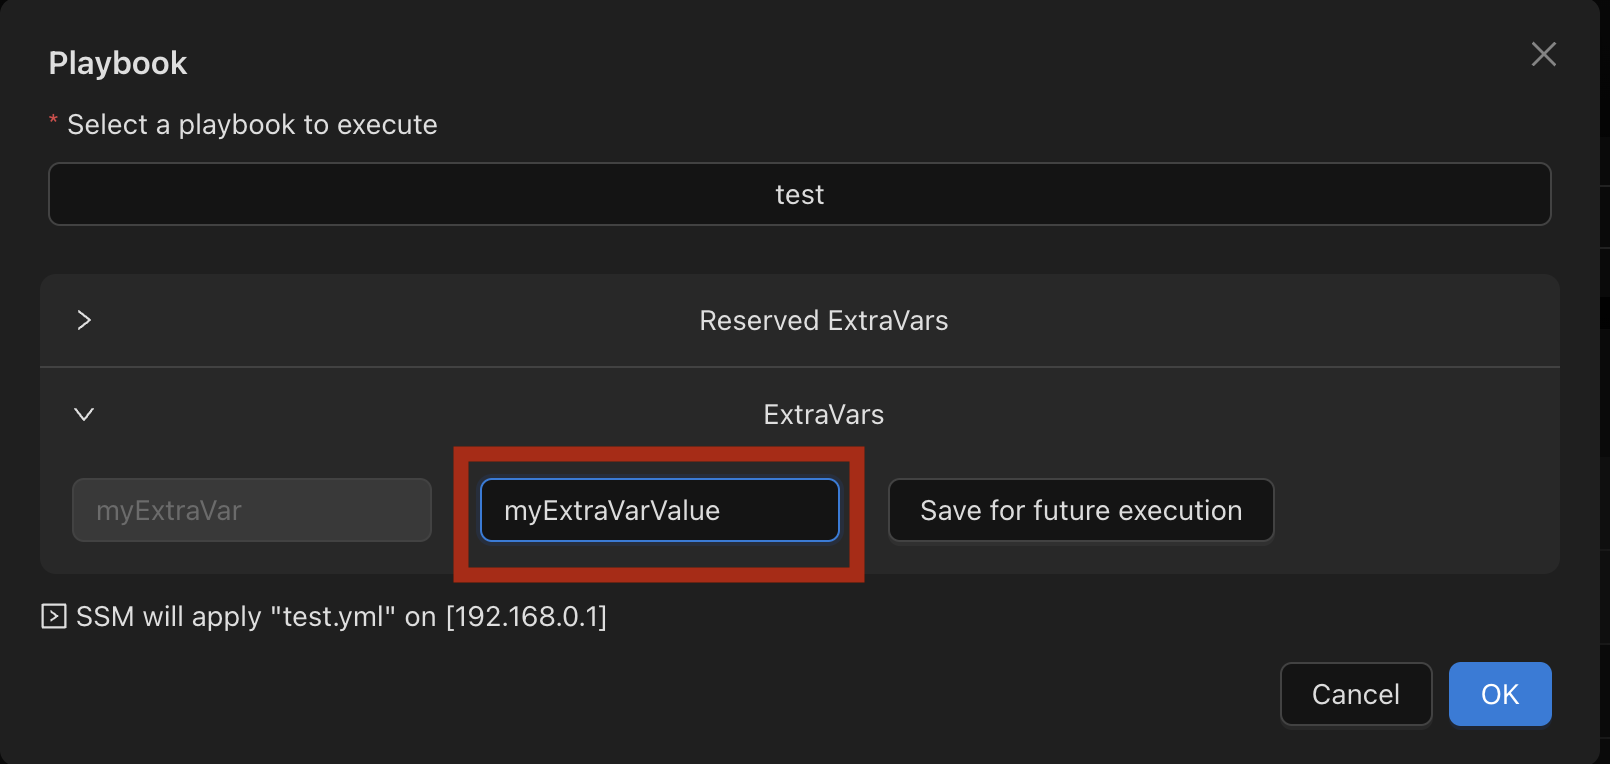 Playbook
* Select a playbook to execute
test
Reserved ExtraVars
ExtraVars
myExtraVar
myExtraVarValue
Save for future execution
SSM will apply "test.yml" on [192.168.0.1]
Cancel
OK